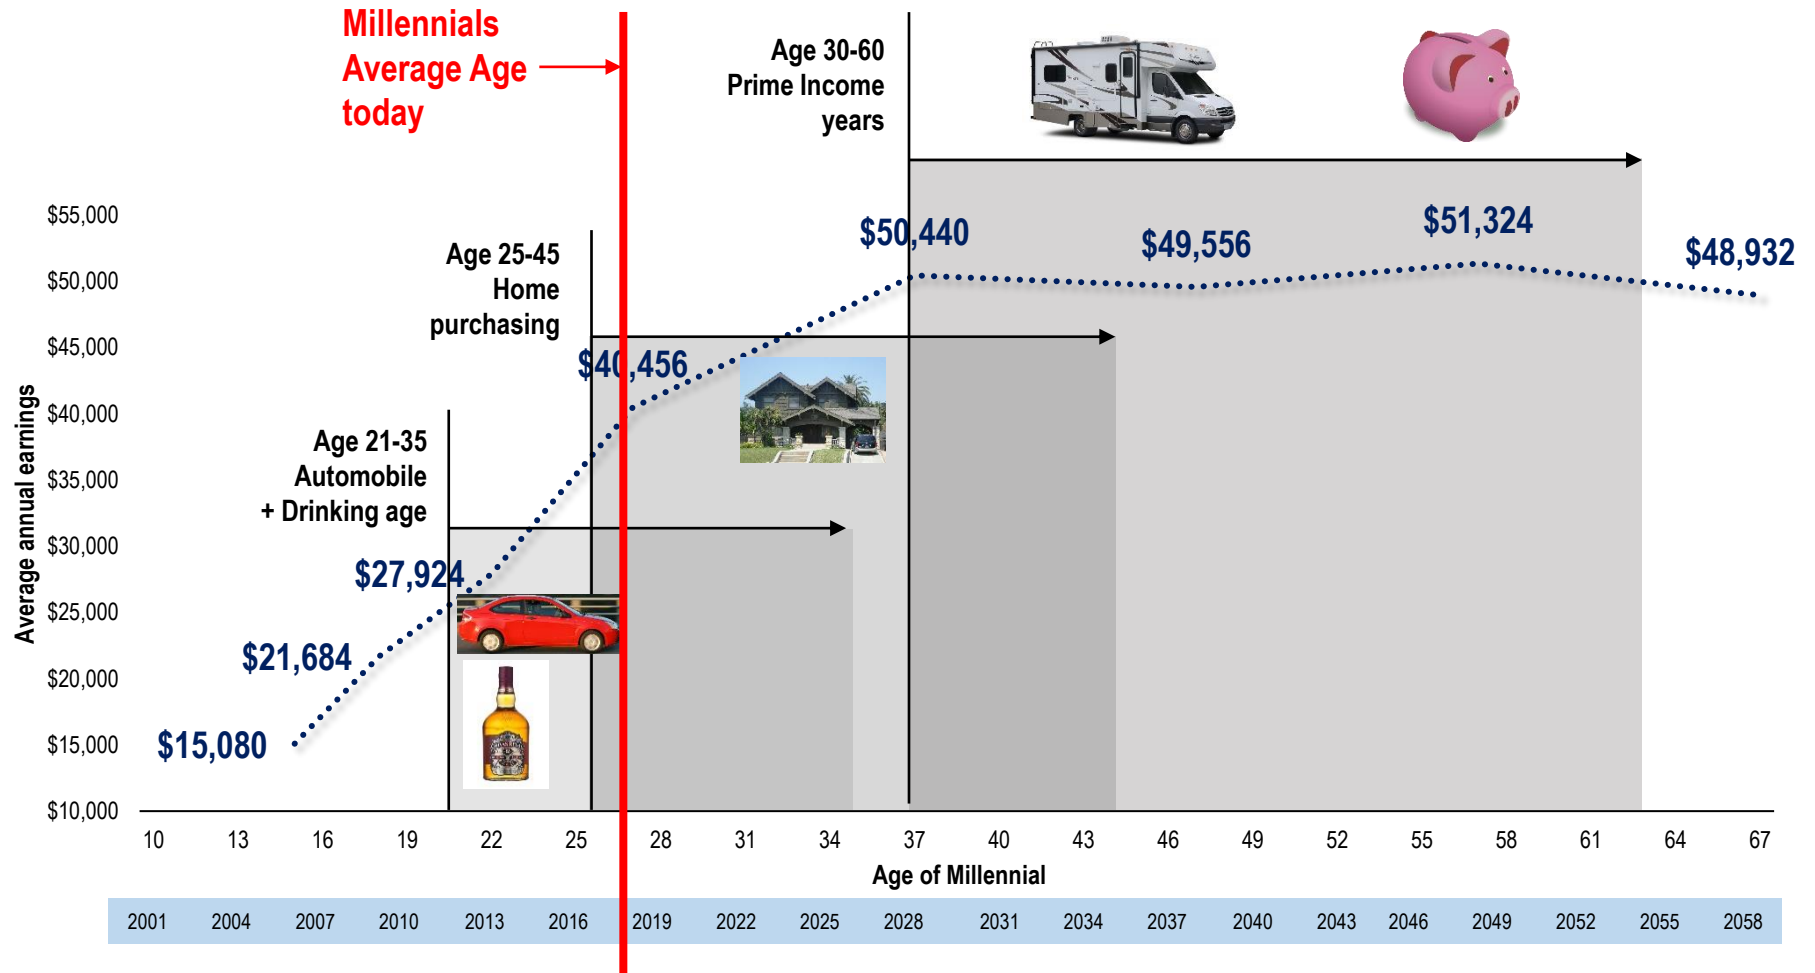 Millennials
Average Age
today
Age 30-60
Prime Income
years
Age 25-45
Home
purchasing
Age 21-35
Automobile
+ Drinking age
$50,440
$49,556
$51,324
$48,932
$40,456
$27,924
$21,684
$15,080
Average annual earnings
$55,000
$50,000
$45,000
$40,000
$35,000
$30,000
$25,000
$20,000
$15,000
$10,000
10 13 16 19 22 25 28 31 34 37 40 43 46 49 52 55 58 61 64 67
Age of Millennial
2001 2004 2007 2010 2013 2016 2019 2022 2025 2028 2031 2034 2037 2040 2043 2046 2049 2052 2055 2058